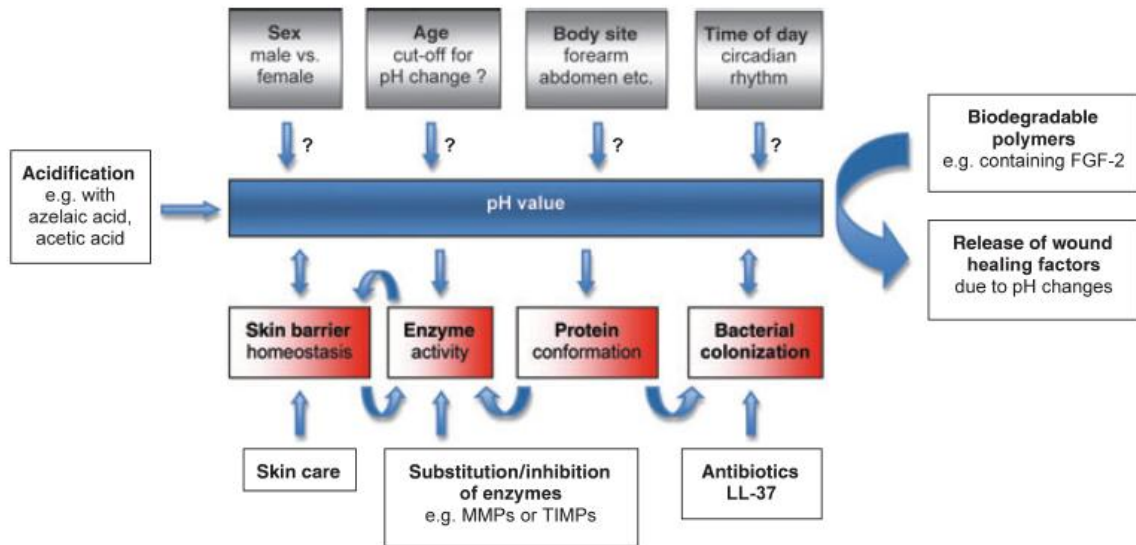 Sex
male vs.
female
Age
cut-off for
pH change ?
Body site
forearm
abdomen etc.
Time of day
circadian
rhythm
?
?
?
?
Biodegradable
polymers
e.g. containing FGF-2
Acidification
e.g. with
azelaic acid,
acetic acid
pH value
Release of wound
healing factors
due to pH changes
Skin barrier
homeostasis
Enzyme
activity
Protein
conformation
Bacterial
colonization
Skin care
Substitution/inhibition
of enzymes
e.g. MMPs or TIMPs
Antibiotics
LL-37